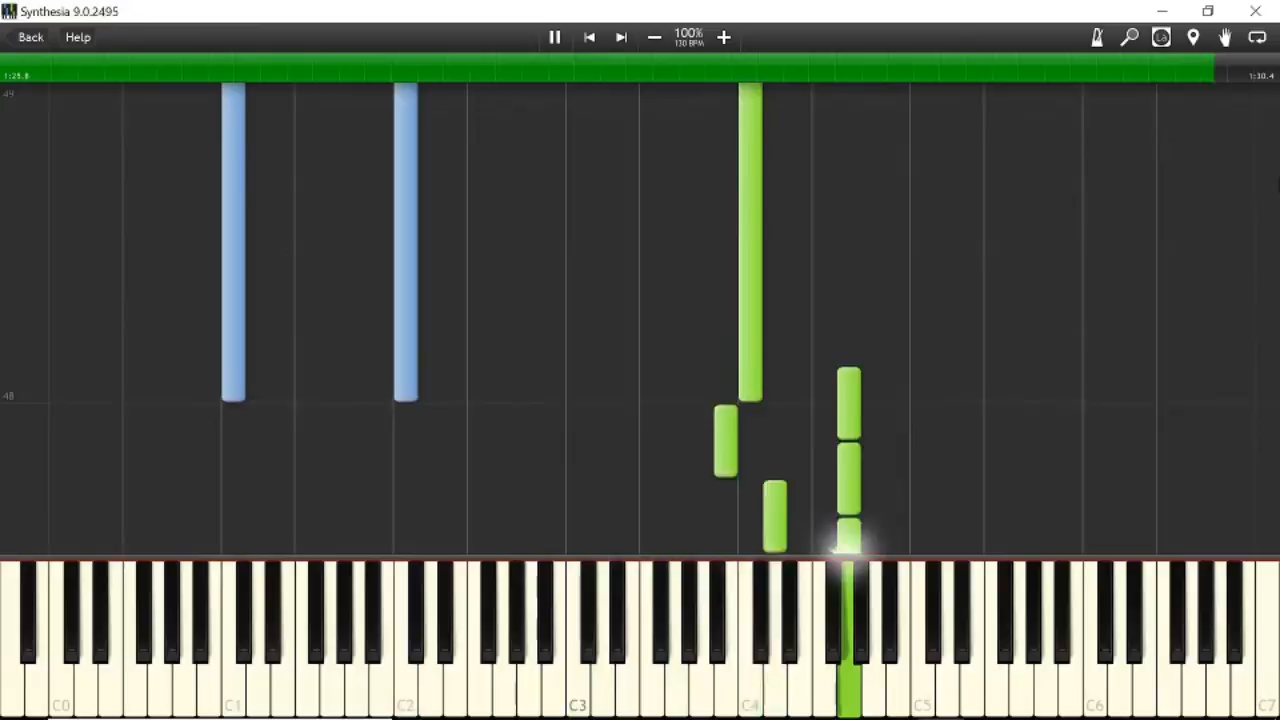 Synthesia 9.0.2495
Back Help 100%
130 BPM
1:25.8 1:30.4
49
48
C0 C1 C2 C3 C4 C5 C6 C7